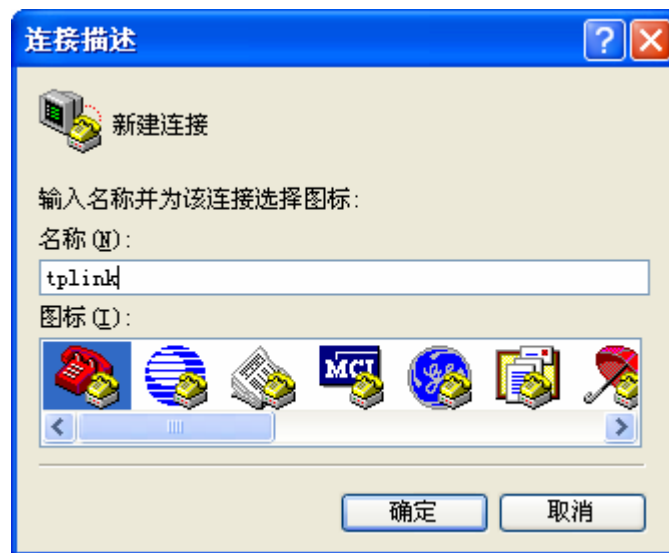 连接描述
新建连接
输入名称并为该连接选择图标:
名称(N):
tplink
图标(I):
MCI
确定 取消